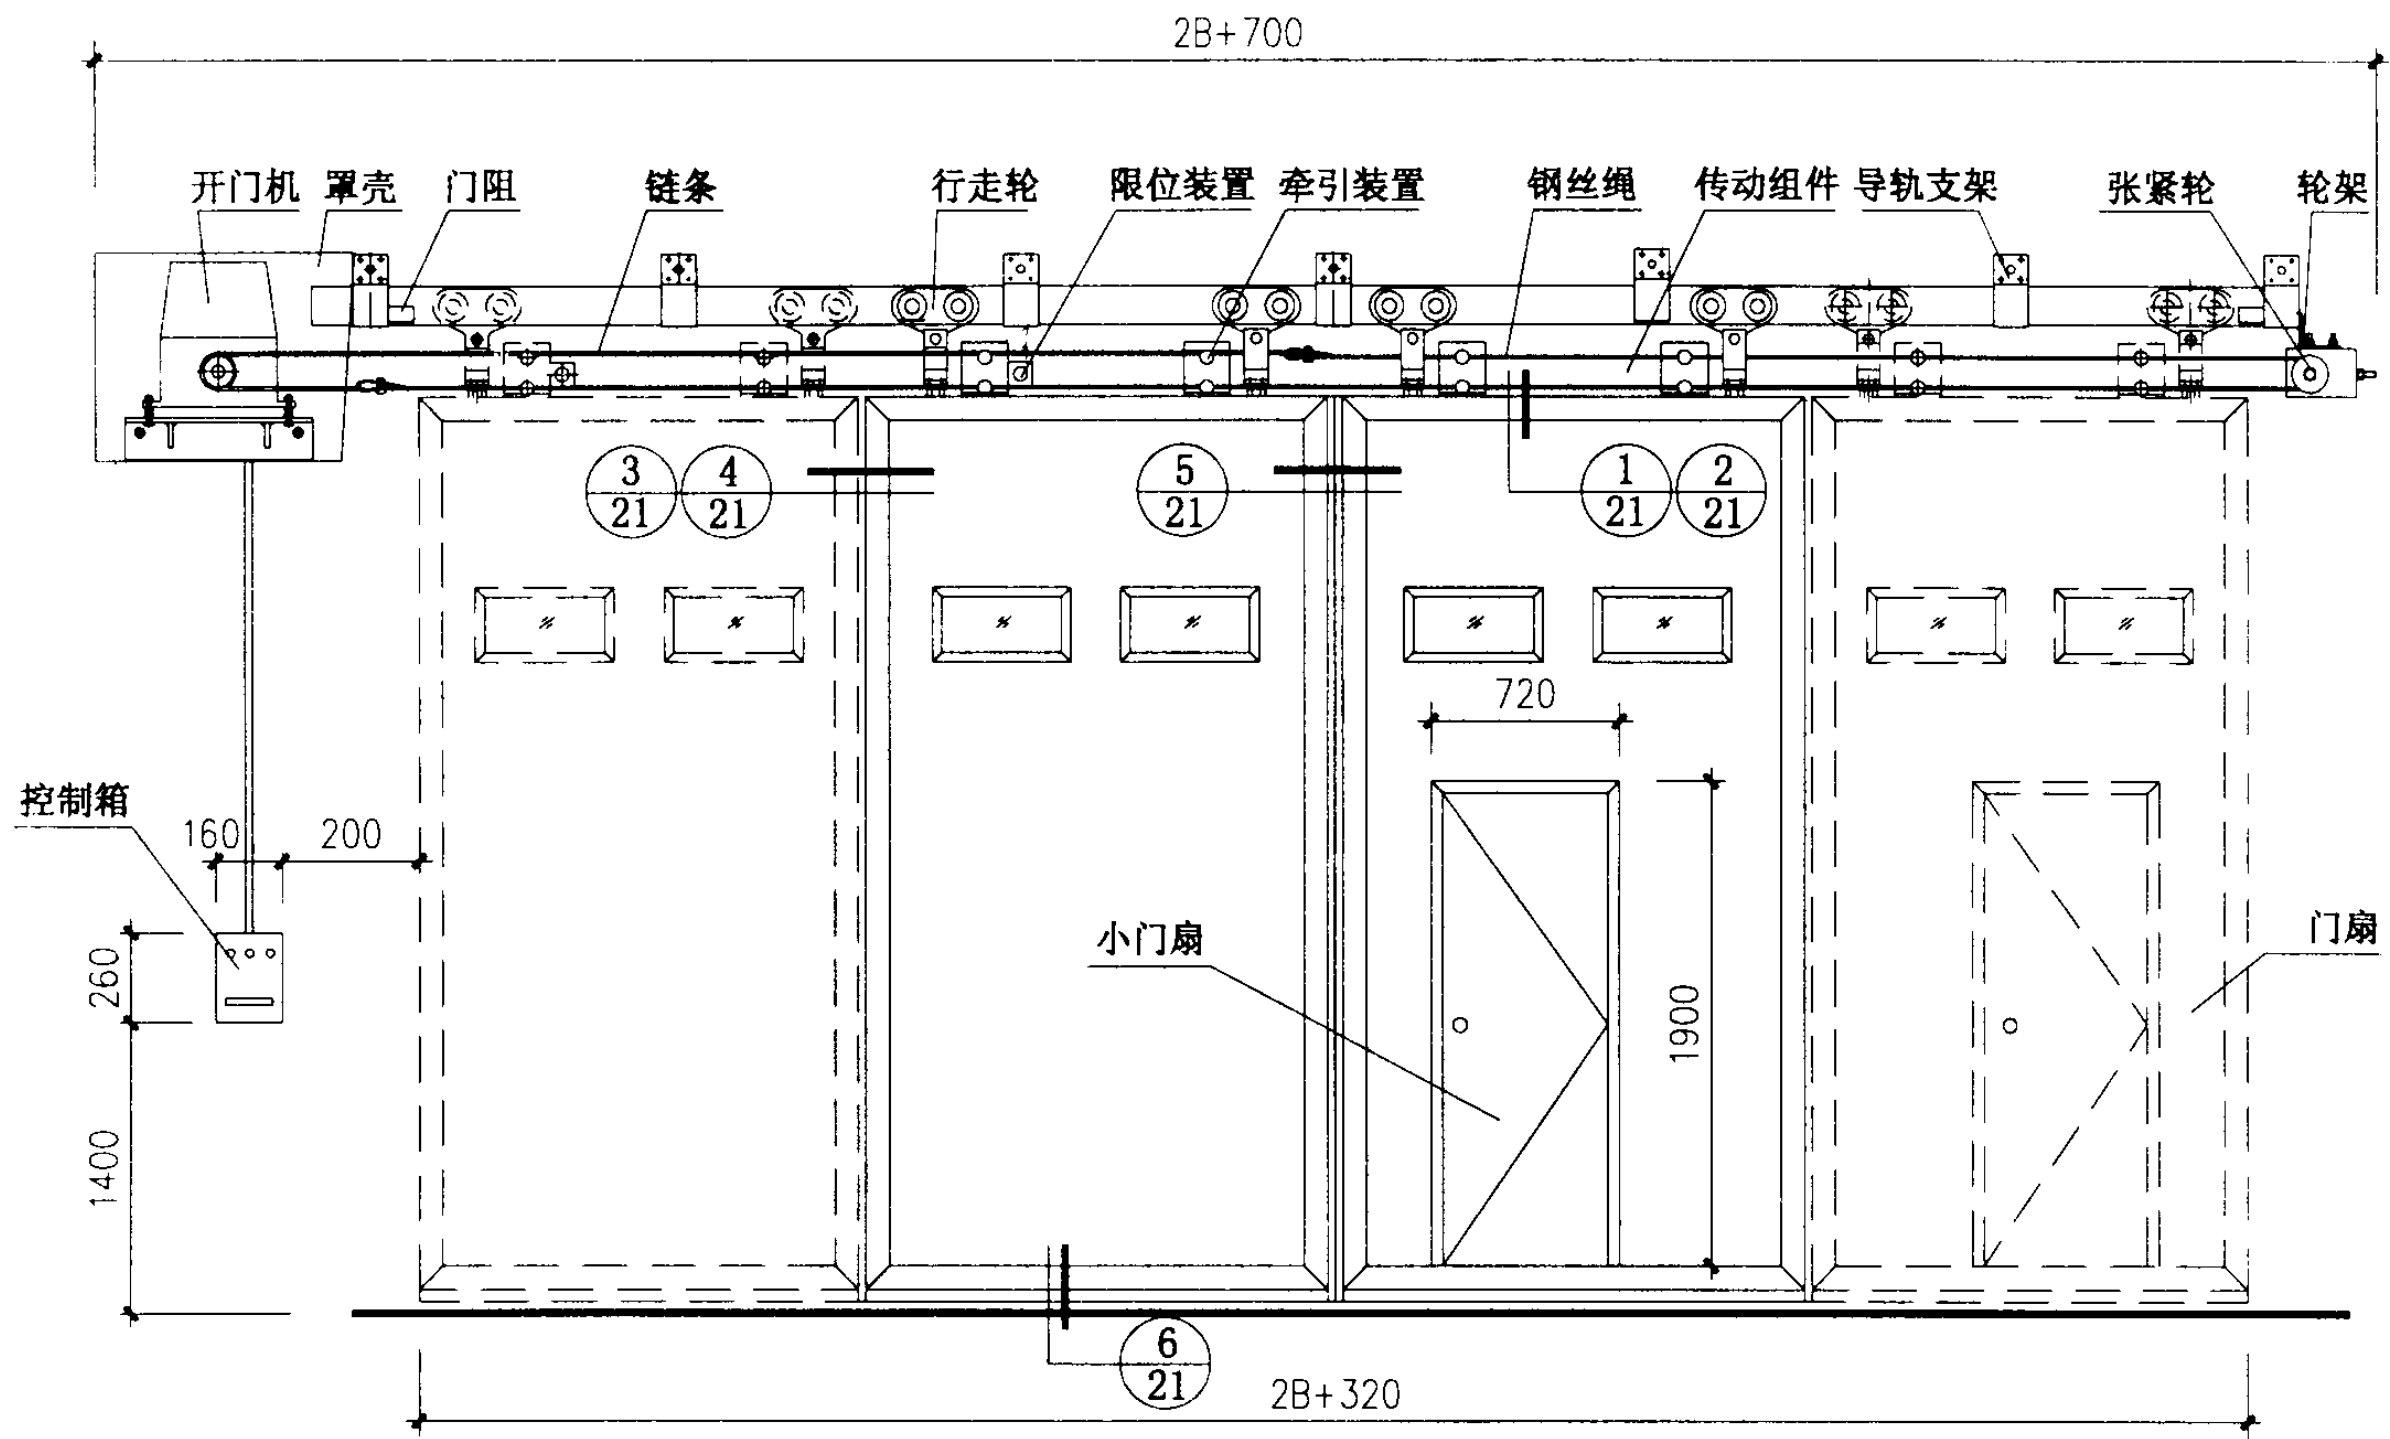 2B+700
开门机 罩壳 门阻 链条 行走轮 限位装置 牵引装置 钢丝绳 传动组件 导轨支架 张紧轮 轮架
3 4 5 1 2
21 21 21 21 21
720
控制箱
160 200
小门扇
门扇
260
1900
1400
6
21
2B+320